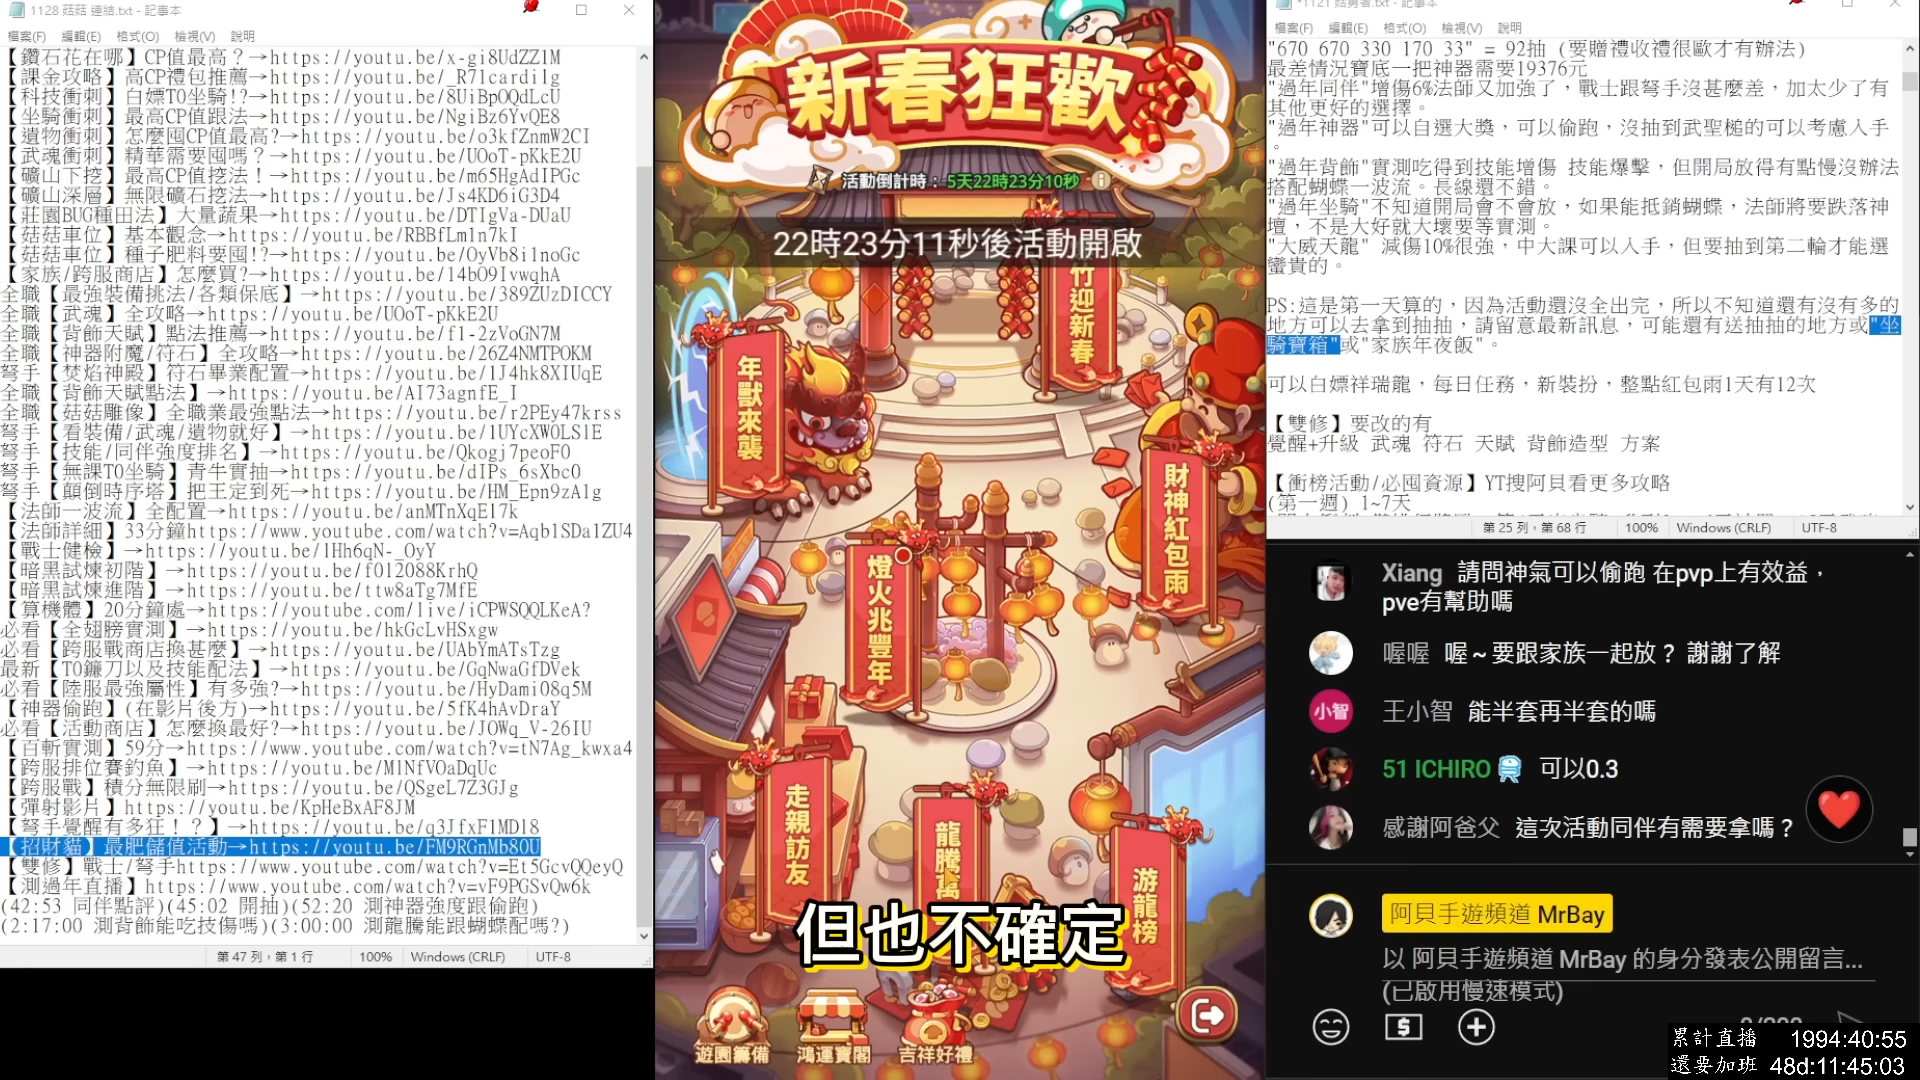 1128 菇菇 連結.txt - 記事本
檔案(F) 編輯(E) 格式(O) 檢視(V) 說明
【鑽石花在哪】CP值最高？→https://youtu.be/x-gi8UdZZ1M
【課金攻略】高CP禮包推薦→https://youtu.be/_R71cardi1g
【科技衝刺】白嫖T0坐騎!?→https://youtu.be/8UiBpOQdLcU
【坐騎衝刺】最高CP值跟法→https://youtu.be/NgiBz6YvQE8
【遺物衝刺】怎麼囤CP值最高?→https://youtu.be/o3kfZnmW2CI
【武魂衝刺】精華需要囤嗎？→https://youtu.be/UOoT-pKkE2U
【礦山下挖】最高CP值挖法！→https://youtu.be/m65HgAdIPGc
【礦山深層】無限礦石挖法→https://youtu.be/Js4KD6iG3D4
【莊園BUG種田法】大量蔬果→https://youtu.be/DTIgVa-DUaU
【菇菇車位】基本觀念→https://youtu.be/RBBfLm1n7kI
【菇菇車位】種子肥料要囤!?→https://youtu.be/OyVb8i1noGc
【家族/跨服商店】怎麼買?→https://youtu.be/14bO9IvwqhA
全職【最強裝備挑法/各類保底】→https://youtu.be/389ZUzDICCY
全職【武魂】全攻略→https://youtu.be/UOoT-pKkE2U
全職【背飾天賦】點法推薦→https://youtu.be/f1-2zVoGN7M
全職【神器附魔/符石】全攻略→https://youtu.be/26Z4NMTPOKM
弩手【焚焰神殿】符石畢業配置→https://youtu.be/1J4hk8XIUqE
全職【背飾天賦點法】→https://youtu.be/AI73agnfE_I
全職【菇菇雕像】全職業最強點法→https://youtu.be/r2PEy47krss
弩手【看裝備/武魂/遺物就好】→https://youtu.be/1UYcXW0LS1E
弩手【技能/同伴強度排名】→https://youtu.be/Qkogj7peoF0
弩手【無課T0坐騎】青牛實抽→https://youtu.be/dIPs_6sXbc0
弩手【顛倒時序塔】把王定到死→https://youtu.be/HM_Epn9zA1g
【法師一波流】全配置→https://youtu.be/anMTnXqE17k
【法師詳細】33分鐘https://www.youtube.com/watch?v=Aqb1SDa1ZU4
【戰士健檢】→https://youtu.be/1Hh6qN-_OyY
【暗黑試煉初階】→https://youtu.be/f012088KrhQ
【暗黑試煉進階】→https://youtu.be/ttw8aTg7MfE
【算機體】20分鐘處→https://youtube.com/live/iCPWSQQLKeA?
必看【全翅膀實測】→https://youtu.be/hkGcLvHSxgw
必看【跨服戰商店換甚麼】→https://youtu.be/UAbYmATsTzg
最新【T0鐮刀以及技能配法】→https://youtu.be/GqNwaGfDVek
必看【陸服最強屬性】有多強?→https://youtu.be/HyDami08q5M
【神器偷跑】(在影片後方)→https://youtu.be/5fK4hAvDraY
必看【活動商店】怎麼換最好?→https://youtu.be/JOWq_V-26IU
【百斬實測】59分→https://www.youtube.com/watch?v=tN7Ag_kwxa4
【跨服排位賽釣魚】→https://youtu.be/M1NfVOaDqUc
【跨服戰】積分無限刷→https://youtu.be/QSgeL7Z3GJg
【彈射影片】https://youtu.be/KpHeBxAF8JM
【弩手覺醒有多狂！？】→https://youtu.be/q3JfxF1MD18
【招財貓】最肥儲值活動→https://youtu.be/FM9RGnMb80U
【雙修】戰士/弩手https://www.youtube.com/watch?v=Et5GcvQQeyQ
【測過年直播】https://www.youtube.com/watch?v=vF9PGSvQw6k
(42:53 同伴點評)(45:02 開抽)(52:20 測神器強度跟偷跑)
(2:17:00 測背飾能吃技傷嗎)(3:00:00 測龍騰能跟蝴蝶配嗎?)
第 47 列，第 1 行 100% Windows (CRLF) UTF-8
新春狂歡
活動倒計時：5天22時23分10秒
22時23分11秒後活動開啟
竹迎新春
年獸來襲
財神紅包雨
燈火兆豐年
走親訪友
龍騰萬
游龍榜
但也不確定
遊園籌備 鴻運寶閣 吉祥好禮
*1121 菇勇者.txt - 記事本
檔案(F) 編輯(E) 格式(O) 檢視(V) 說明
"670 670 330 170 33" = 92抽 (要贈禮收禮很歐才有辦法)
最差情況寶底一把神器需要19376元
"過年同伴"增傷6%法師又加強了，戰士跟弩手沒甚麼差，加太少了有
其他更好的選擇。
"過年神器"可以自選大獎，可以偷跑，沒抽到武聖槌的可以考慮入手
。
"過年背飾"實測吃得到技能增傷 技能爆擊，但開局放得有點慢沒辦法
搭配蝴蝶一波流。長線還不錯。
"過年坐騎"不知道開局會不會放，如果能抵銷蝴蝶，法師將要跌落神
壇，不是大好就大壞要等實測。
"大威天龍" 減傷10%很強，中大課可以入手，但要抽到第二輪才能選
蠻貴的。
PS:這是第一天算的，因為活動還沒全出完，所以不知道還有沒有多的
地方可以去拿到抽抽，請留意最新訊息，可能還有送抽抽的地方或"坐
騎寶箱"或"家族年夜飯"。
可以白嫖祥瑞龍，每日任務，新裝扮，整點紅包雨1天有12次
【雙修】要改的有
覺醒+升級 武魂 符石 天賦 背飾造型 方案
【衝榜活動/必囤資源】YT搜阿貝看更多攻略
(第一週) 1~7天
第 25 列，第 68 行 100% Windows (CRLF) UTF-8
Xiang 請問神氣可以偷跑 在pvp上有效益，
pve有幫助嗎
喔喔 喔～要跟家族一起放？ 謝謝了解
小智 王小智 能半套再半套的嗎
51 ICHIRO 可以0.3
感謝阿爸父 這次活動同伴有需要拿嗎？
阿貝手遊頻道 MrBay
以 阿貝手遊頻道 MrBay 的身分發表公開留言...
(已啟用慢速模式)
累計直播 1994:40:55
還要加班 48d:11:45:03